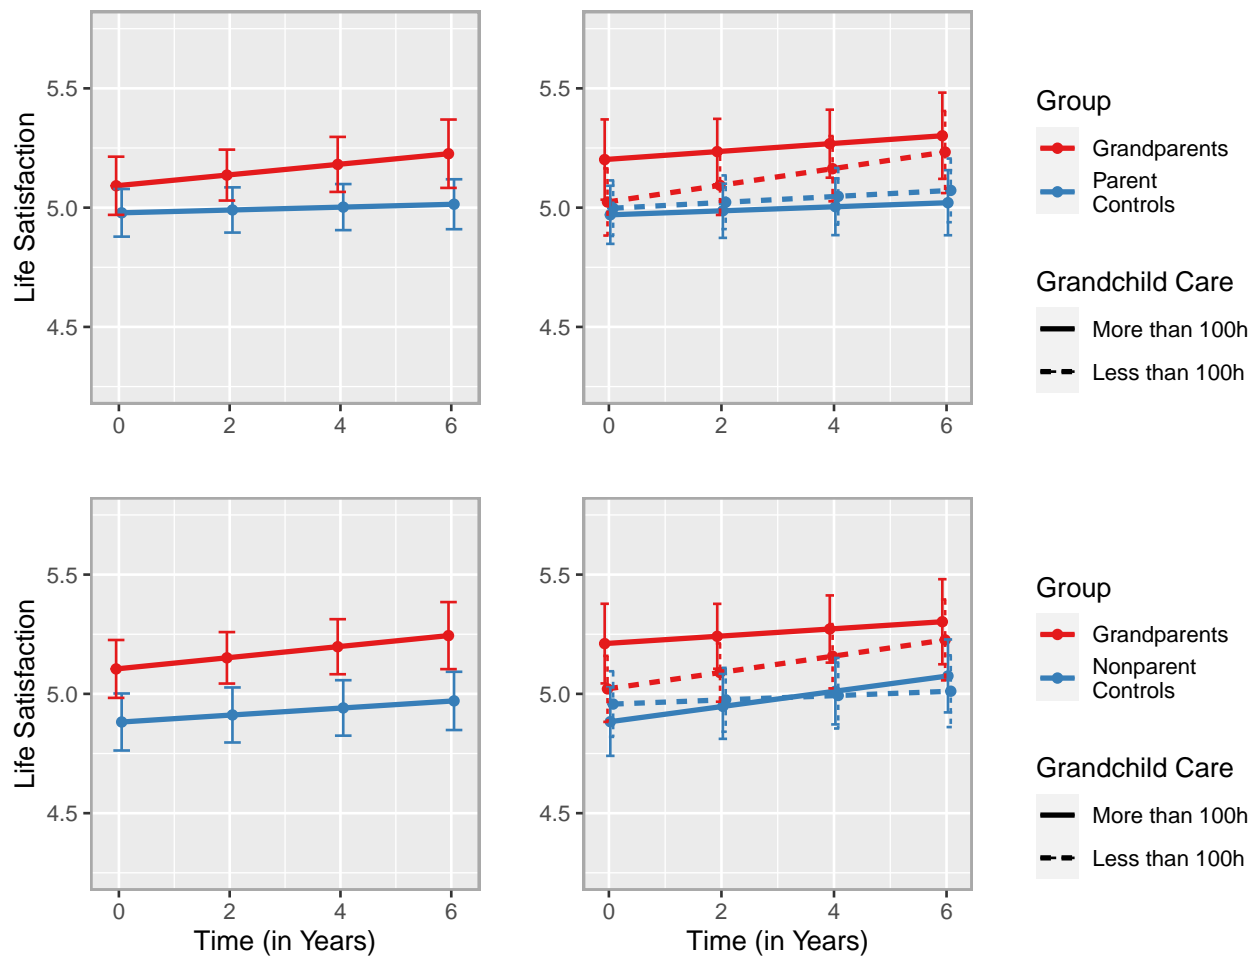 Life Satisfaction
5.5
5.0
4.5
0 2 4 6
5.5
5.0
4.5
0 2 4 6
Group
Grandparents
Parent
Controls
Grandchild Care
More than 100h
Less than 100h
Life Satisfaction
5.5
5.0
4.5
0 2 4 6
Time (in Years)
5.5
5.0
4.5
0 2 4 6
Time (in Years)
Group
Grandparents
Nonparent
Controls
Grandchild Care
More than 100h
Less than 100h